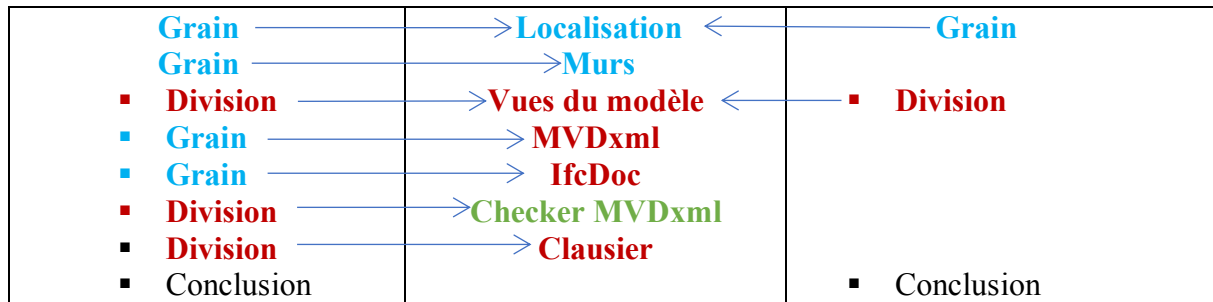 Grain Localisation Grain
Grain Murs
▪ Division Vues du modèle ▪ Division
▪ Grain MVDxml
▪ Grain IfcDoc
▪ Division Checker MVDxml
▪ Division Clausier
▪ Conclusion ▪ Conclusion